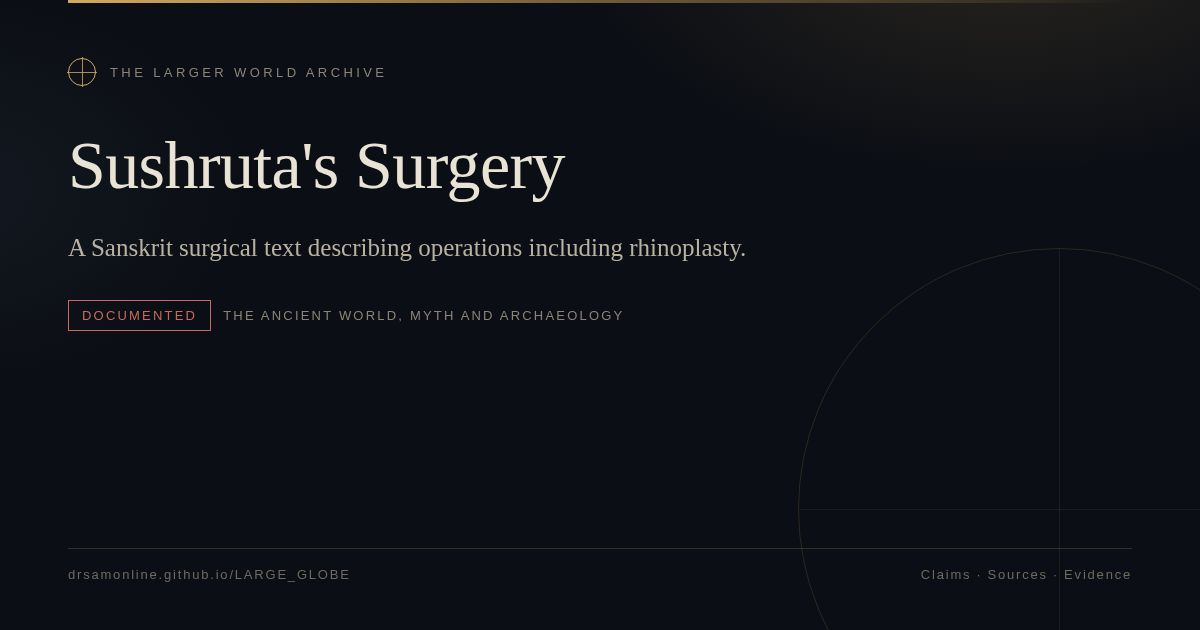 THE LARGER WORLD ARCHIVE
Sushruta's Surgery
A Sanskrit surgical text describing operations including rhinoplasty.
DOCUMENTED THE ANCIENT WORLD, MYTH AND ARCHAEOLOGY
drsamonline.github.io/LARGE_GLOBE Claims · Sources · Evidence